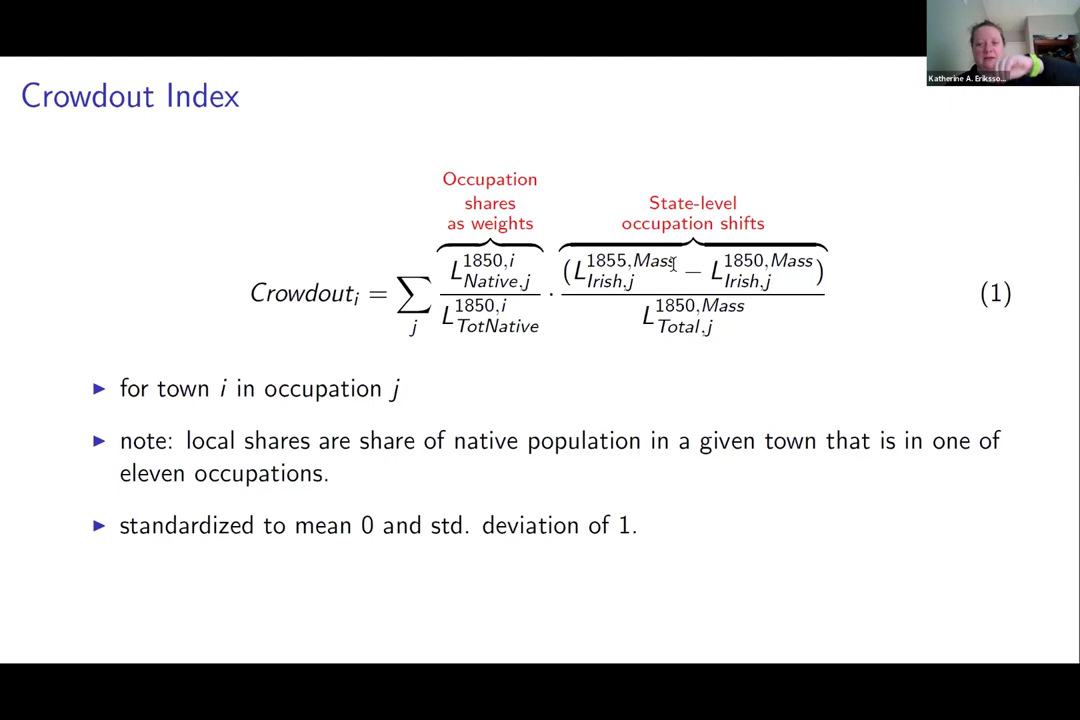 Katherine A. Eriksso...
Crowdout Index
Occupation
shares
as weights
State-level
occupation shifts
Crowdout_i = ∑_j L^{1850,i}_{Native,j} / L^{1850,i}_{TotNative} · (L^{1855,Mass}_{Irish,j} − L^{1850,Mass}_{Irish,j}) / L^{1850,Mass}_{Total,j} (1)
▶ for town i in occupation j
▶ note: local shares are share of native population in a given town that is in one of
eleven occupations.
▶ standardized to mean 0 and std. deviation of 1.